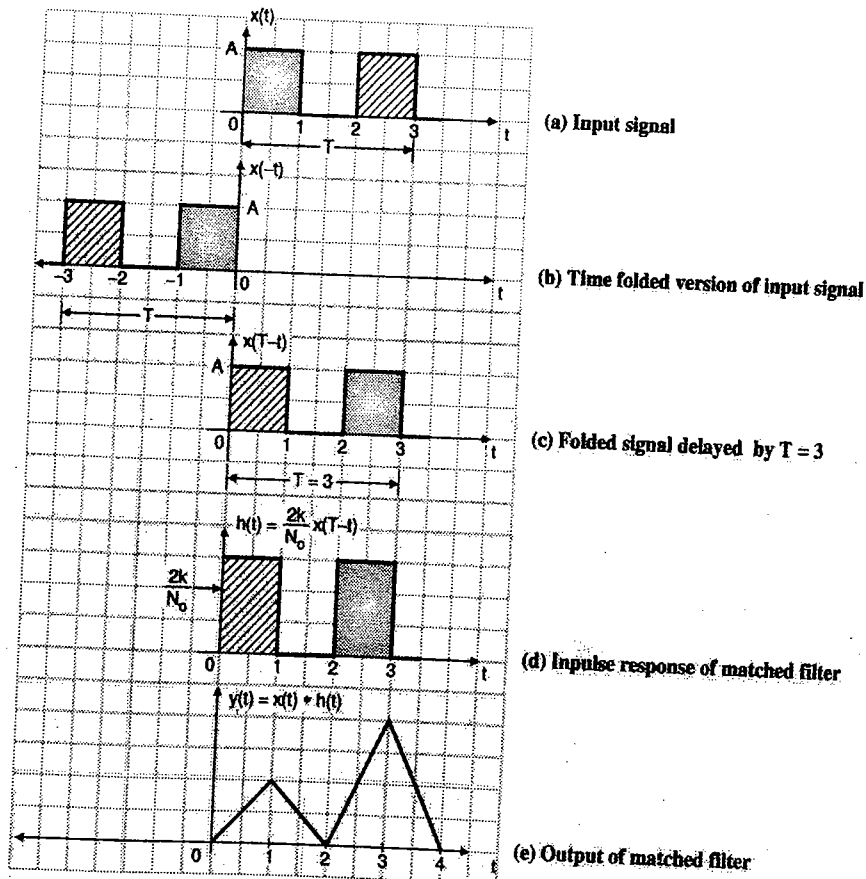 x(t)
A
0 1 2 3 t
(a) Input signal
T
x(-t)
A
-3 -2 -1 0 t
(b) Time folded version of input signal
T
x(T-t)
A
0 1 2 3 t
(c) Folded signal delayed by T = 3
T = 3
h(t) = 2k/N₀ x(T-t)
2k/N₀
0 1 2 3 t
(d) Inpulse response of matched filter
y(t) = x(t) * h(t)
0 1 2 3 4 t
(e) Output of matched filter